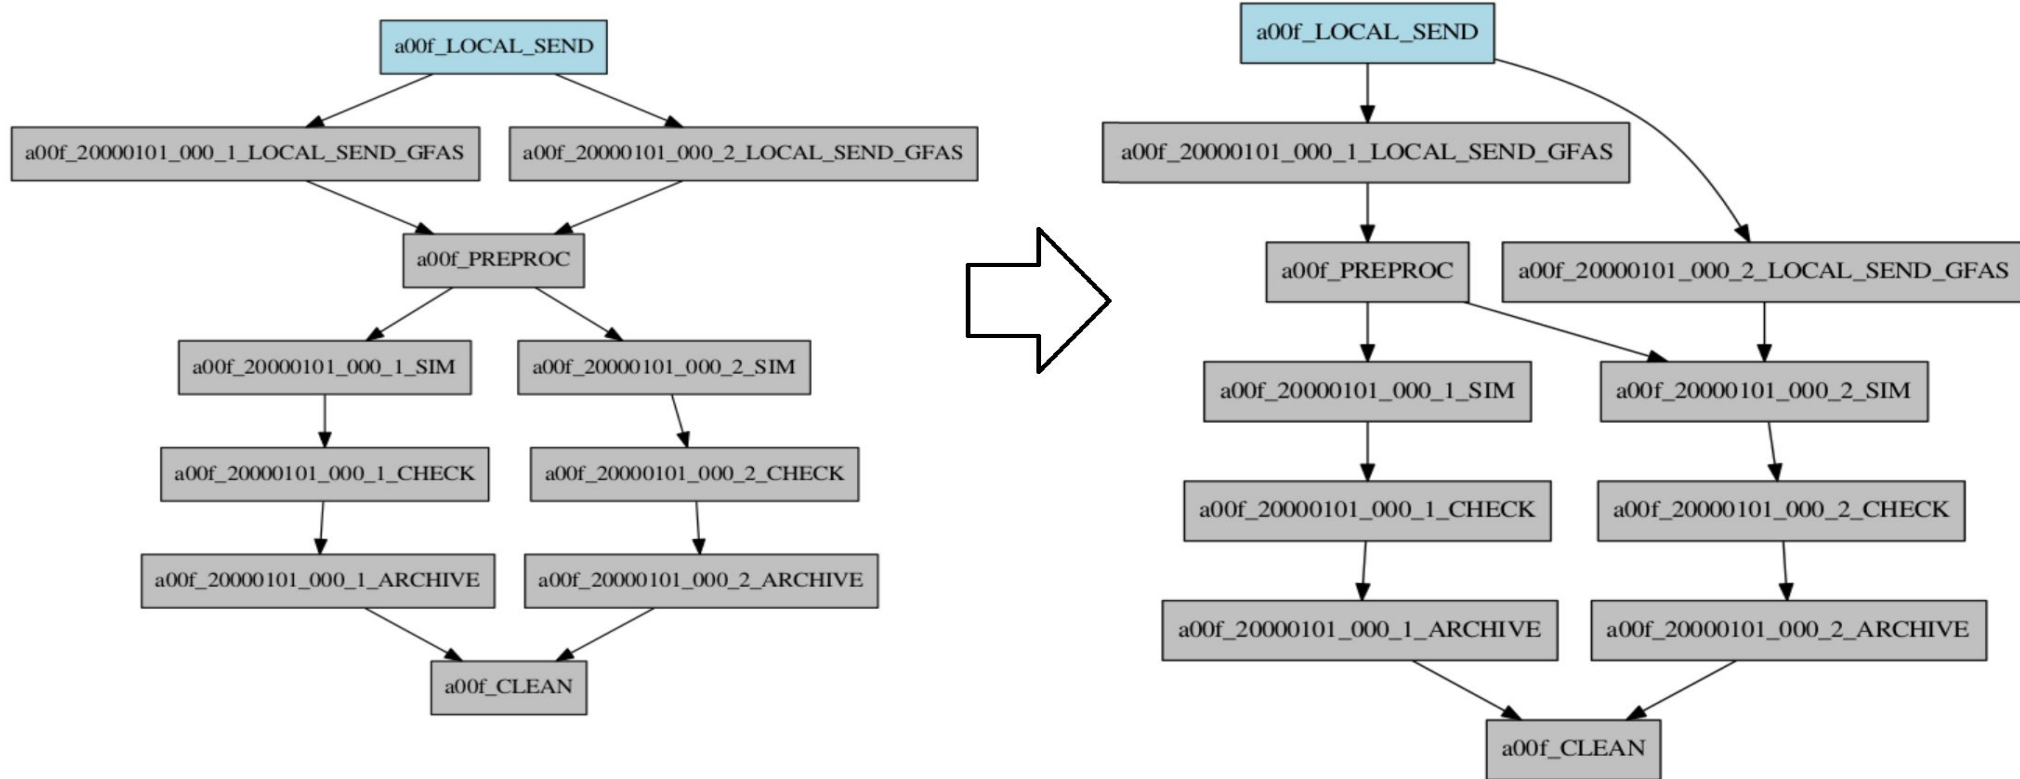 a00f_LOCAL_SEND
a00f_20000101_000_1_LOCAL_SEND_GFAS
a00f_20000101_000_2_LOCAL_SEND_GFAS
a00f_PREPROC
a00f_20000101_000_1_SIM
a00f_20000101_000_2_SIM
a00f_20000101_000_1_CHECK
a00f_20000101_000_2_CHECK
a00f_20000101_000_1_ARCHIVE
a00f_20000101_000_2_ARCHIVE
a00f_CLEAN
a00f_LOCAL_SEND
a00f_20000101_000_1_LOCAL_SEND_GFAS
a00f_PREPROC
a00f_20000101_000_2_LOCAL_SEND_GFAS
a00f_20000101_000_1_SIM
a00f_20000101_000_2_SIM
a00f_20000101_000_1_CHECK
a00f_20000101_000_2_CHECK
a00f_20000101_000_1_ARCHIVE
a00f_20000101_000_2_ARCHIVE
a00f_CLEAN